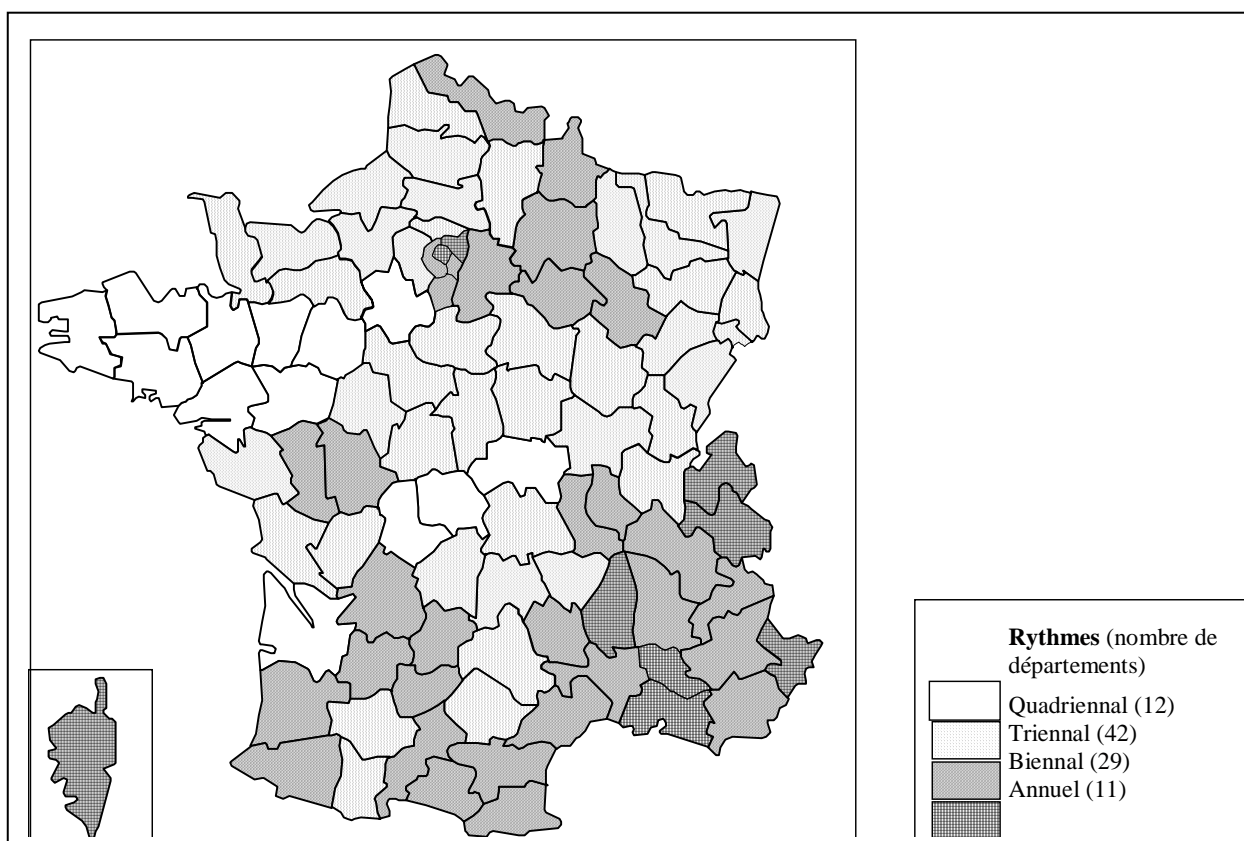 Rythmes (nombre de
départements)
Quadriennal (12)
Triennal (42)
Biennal (29)
Annuel (11)